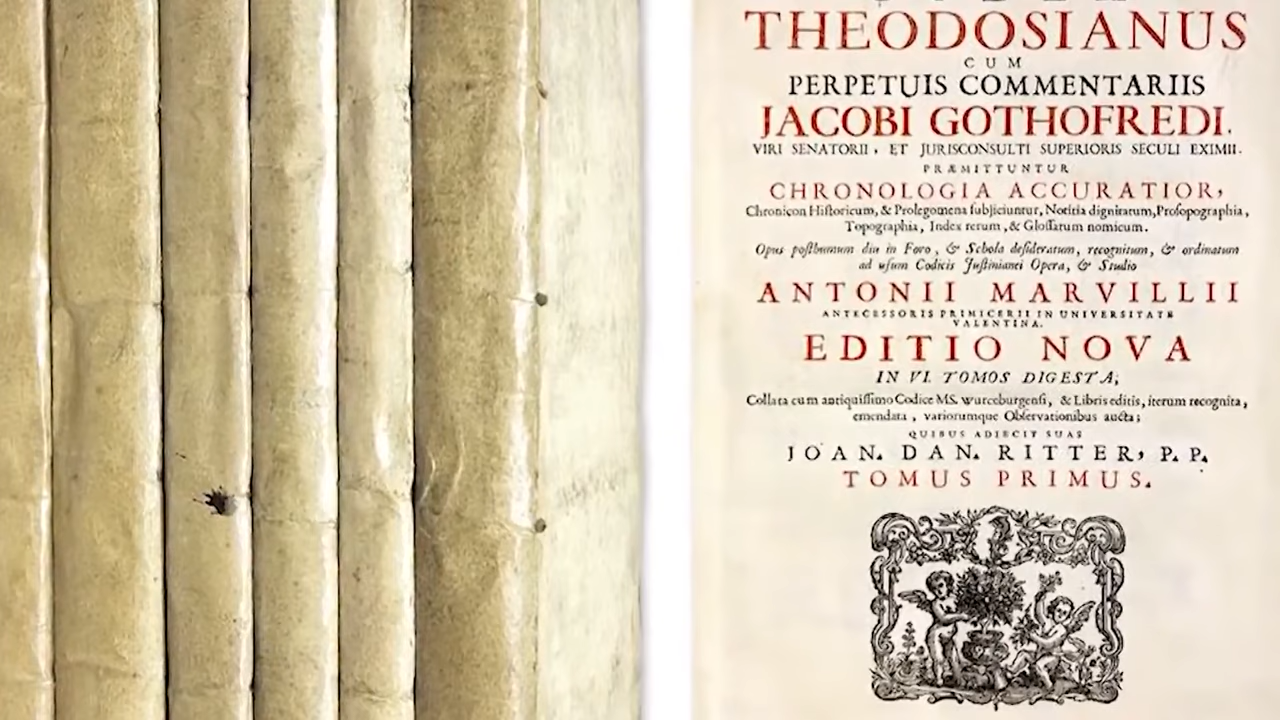 THEODOSIANUS
CUM
PERPETUIS COMMENTARIIS
JACOBI GOTHOFREDI.
VIRI SENATORII, ET JURISCONSULTI SUPERIORIS SECULI EXIMII.
PRÆMITTUNTUR
CHRONOLOGIA ACCURATIOR,
Chronicon Hiſtoricum, & Prolegomena ſubjiciuntur, Notitia dignitatum, Proſopographia,
Topographia, Index rerum, & Gloſſarum nomicum.
Opus poſthumum diu in Foro, & Schola deſideratum, recognitum, & ordinatum
ad uſum Codicis Juſtinianei Opera, & Studio
ANTONII MARVILLII
ANTECESSORIS PRIMICERII IN UNIVERSITATE
VALENTINA.
EDITIO NOVA
IN VI. TOMOS DIGESTA;
Collata cum antiquiſſimo Codice MS. wurceburgenſi, & Libris editis, iterum recognita,
emendata, variorumque Obſervationibus aucta;
QUIBUS ADIECIT SUAS
JOAN. DAN. RITTER, P. P.
TOMUS PRIMUS.